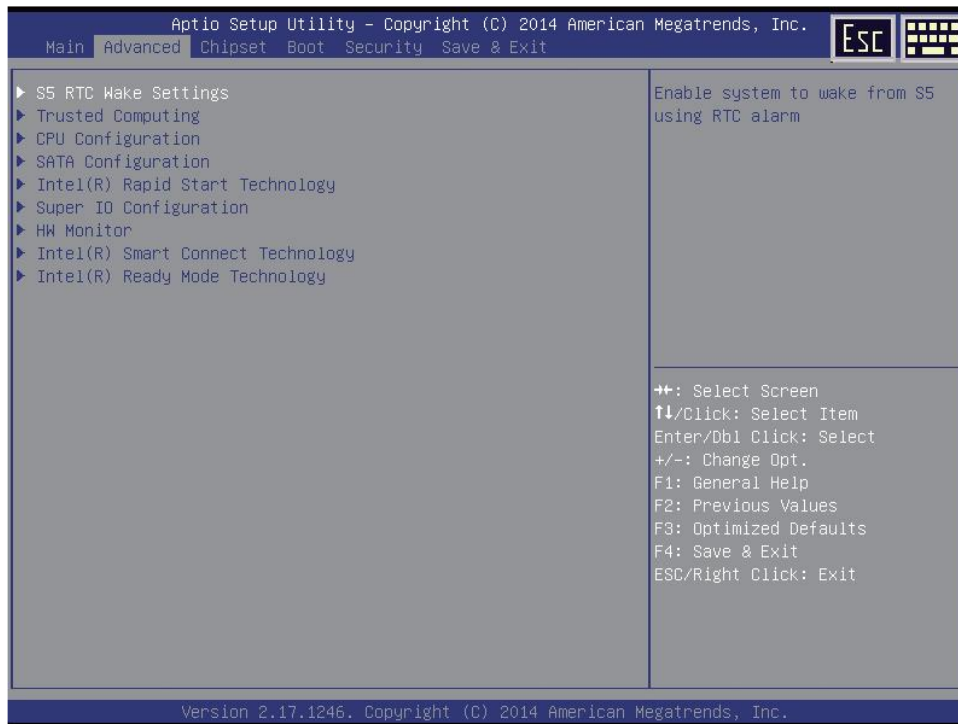 Aptio Setup Utility – Copyright (C) 2014 American Megatrends, Inc.
Main Advanced Chipset Boot Security Save & Exit
Esc
S5 RTC Wake Settings
Trusted Computing
CPU Configuration
SATA Configuration
Intel(R) Rapid Start Technology
Super IO Configuration
HW Monitor
Intel(R) Smart Connect Technology
Intel(R) Ready Mode Technology
Enable system to wake from S5
using RTC alarm
→←: Select Screen
↑↓/Click: Select Item
Enter/Dbl Click: Select
+/-: Change Opt.
F1: General Help
F2: Previous Values
F3: Optimized Defaults
F4: Save & Exit
ESC/Right Click: Exit
Version 2.17.1246. Copyright (C) 2014 American Megatrends, Inc.